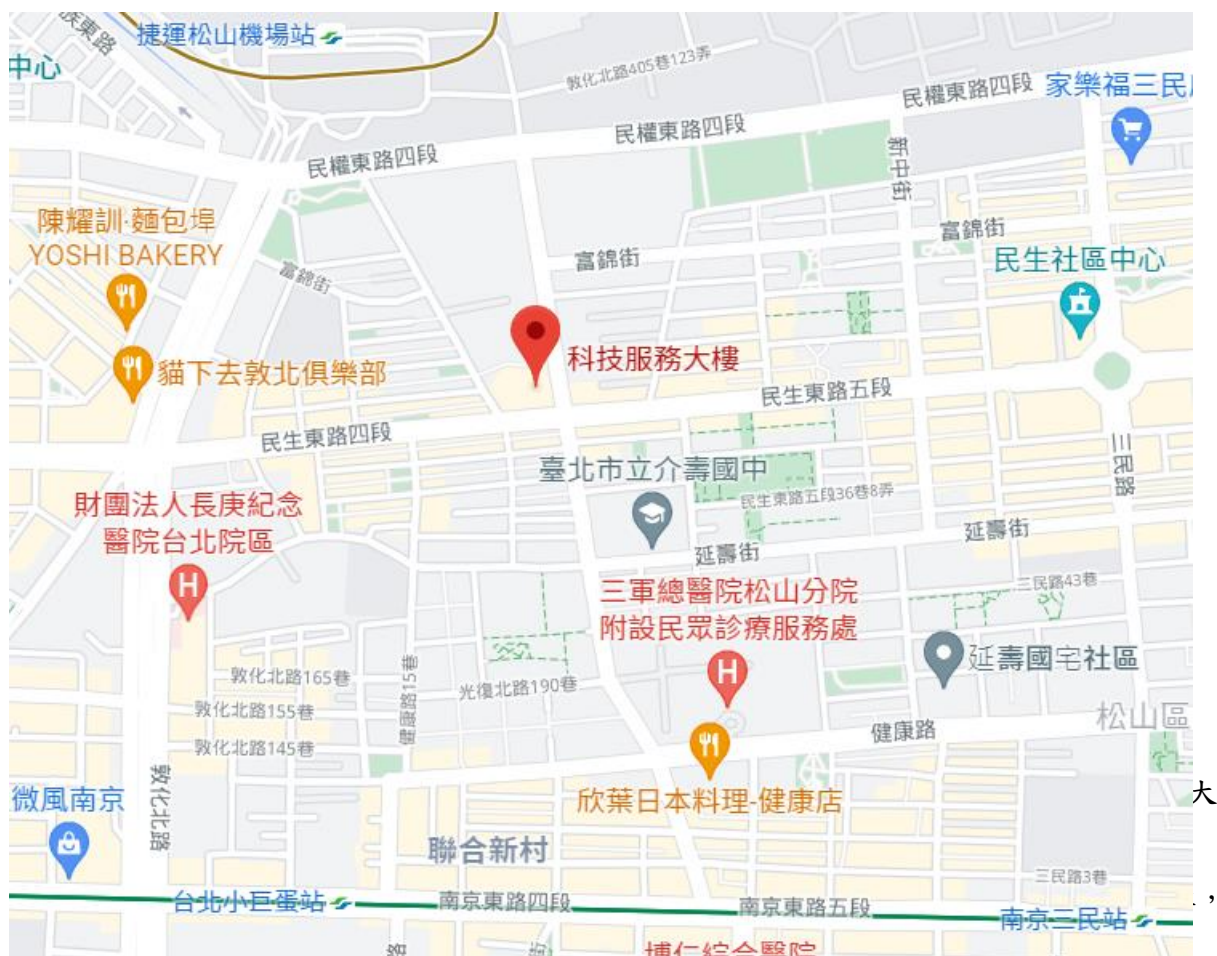 族東路
捷運松山機場站
中心
敦化北路405巷123弄
民權東路四段
家樂福三民
民權東路四段
民權東路四段
新中街
陳耀訓·麵包埠
YOSHI BAKERY
富錦街
富錦街
富錦街
民生社區中心
科技服務大樓
貓下去敦北俱樂部
民生東路五段
民生東路四段
三民路
臺北市立介壽國中
民生東路五段36巷8弄
財團法人長庚紀念
醫院台北院區
延壽街
延壽街
三軍總醫院松山分院
附設民眾診療服務處
三民路43巷
延壽國宅社區
敦化北路165巷
光復北路190巷
健康路15巷
敦化北路155巷
敦化北路145巷
松山區
健康路
敦化北路
微風南京
欣葉日本料理-健康店
大
聯合新村
三民路3巷
台北小巨蛋站
南京東路四段
南京東路五段
南京三民站
，
路
街
博仁綜合醫院